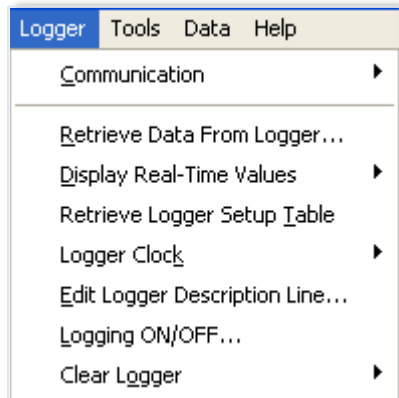 Logger Tools Data Help
Communication
Retrieve Data From Logger...
Display Real-Time Values
Retrieve Logger Setup Table
Logger Clock
Edit Logger Description Line...
Logging ON/OFF...
Clear Logger